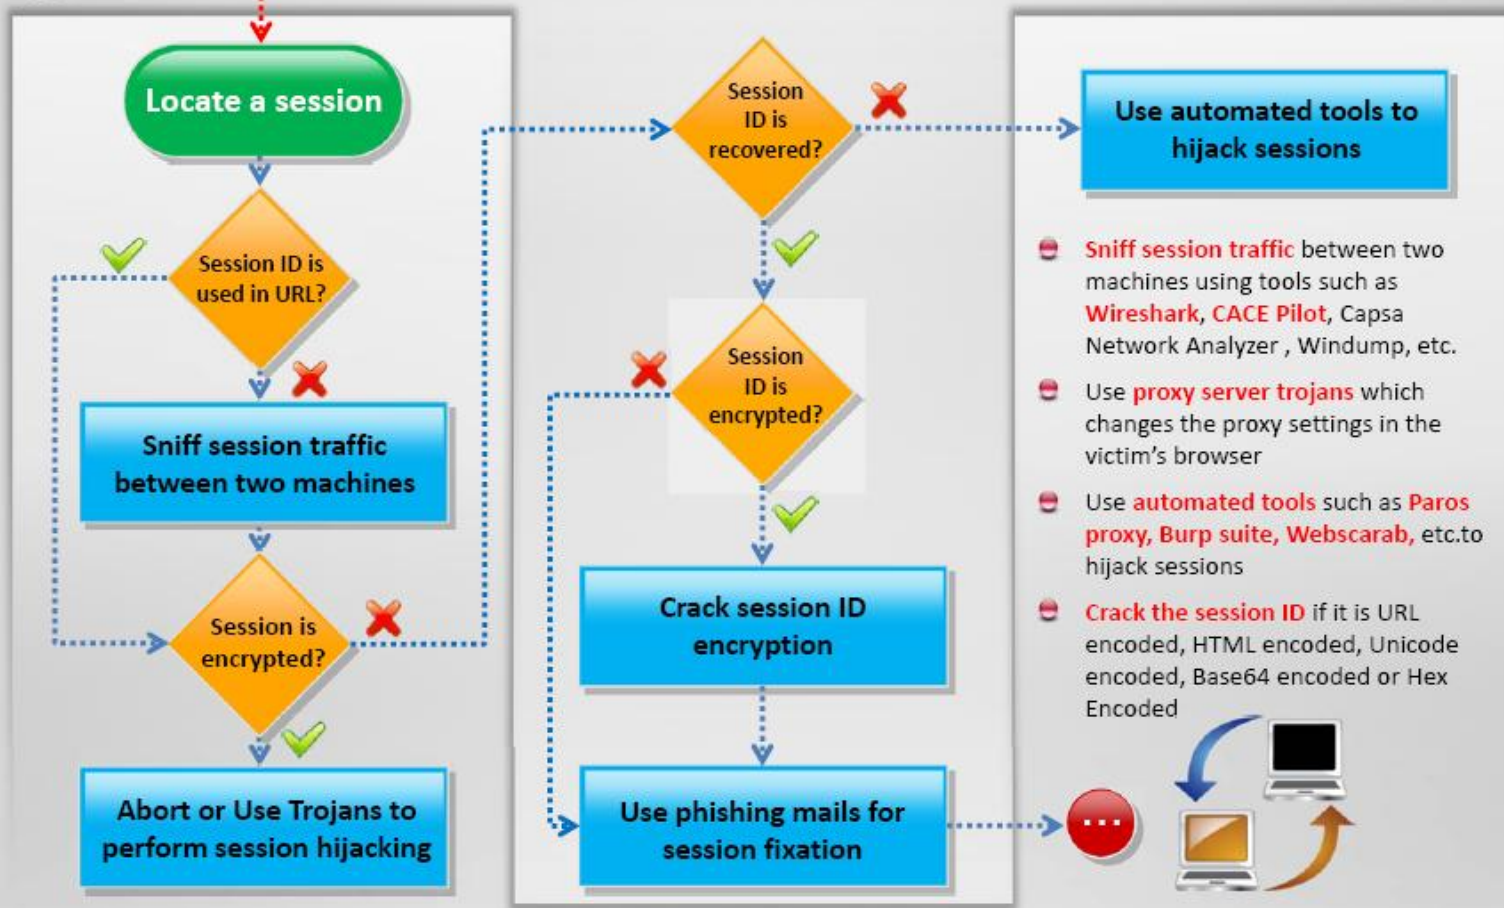 Locate a session
Session ID is
used in URL?
Sniff session traffic
between two machines
Session is
encrypted?
Abort or Use Trojans to
perform session hijacking
Session
ID is
recovered?
Session
ID is
encrypted?
Crack session ID
encryption
Use phishing mails for
session fixation
Use automated tools to
hijack sessions
Sniff session traffic between two
machines using tools such as
Wireshark, CACE Pilot, Capsa
Network Analyzer , Windump, etc.
Use proxy server trojans which
changes the proxy settings in the
victim's browser
Use automated tools such as Paros
proxy, Burp suite, Webscarab, etc.to
hijack sessions
Crack the session ID if it is URL
encoded, HTML encoded, Unicode
encoded, Base64 encoded or Hex
Encoded
...